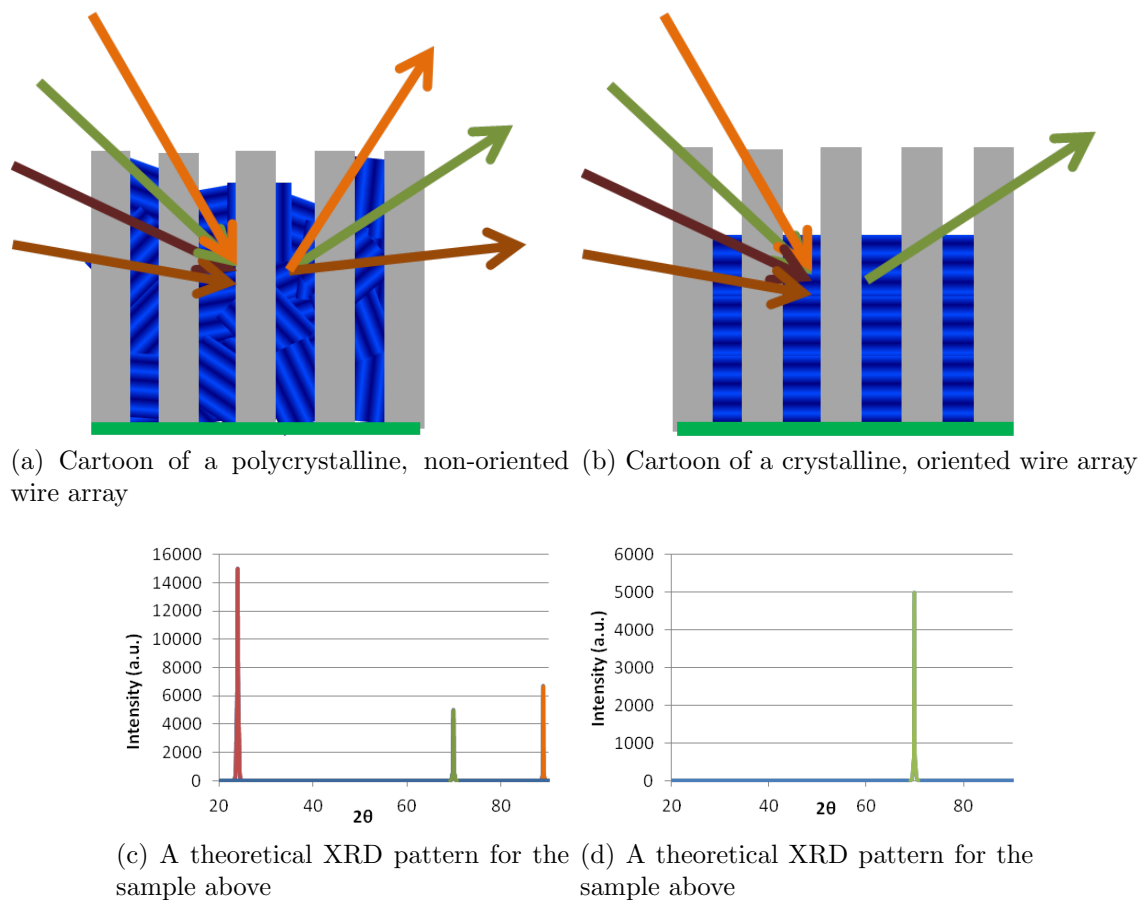 (a) Cartoon of a polycrystalline, non-oriented
wire array
(b) Cartoon of a crystalline, oriented wire array
16000
14000
12000
10000
8000
6000
4000
2000
0
Intensity (a.u.)
20
40
60
80
2θ
6000
5000
4000
3000
2000
1000
0
Intensity (a.u.)
20
40
60
80
2θ
(c) A theoretical XRD pattern for the
sample above
(d) A theoretical XRD pattern for the
sample above